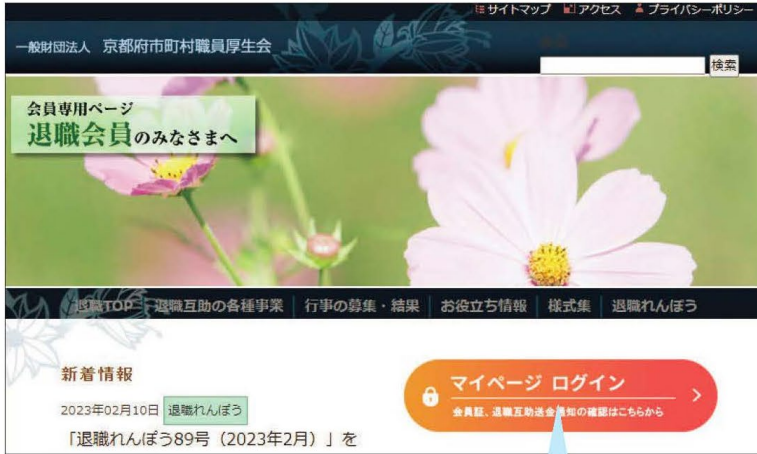 サイトマップ アクセス プライバシーポリシー
一般財団法人 京都府市町村職員厚生会
検索
会員専用ページ
退職会員のみなさまへ
退職TOP 退職互助の各種事業 行事の募集・結果 お役立ち情報 様式集 退職れんぽう
新着情報
2023年02月10日 退職れんぽう
「退職れんぽう89号（2023年2月）」を
マイページ ログイン
会員証、退職互助送金通知の確認はこちらから